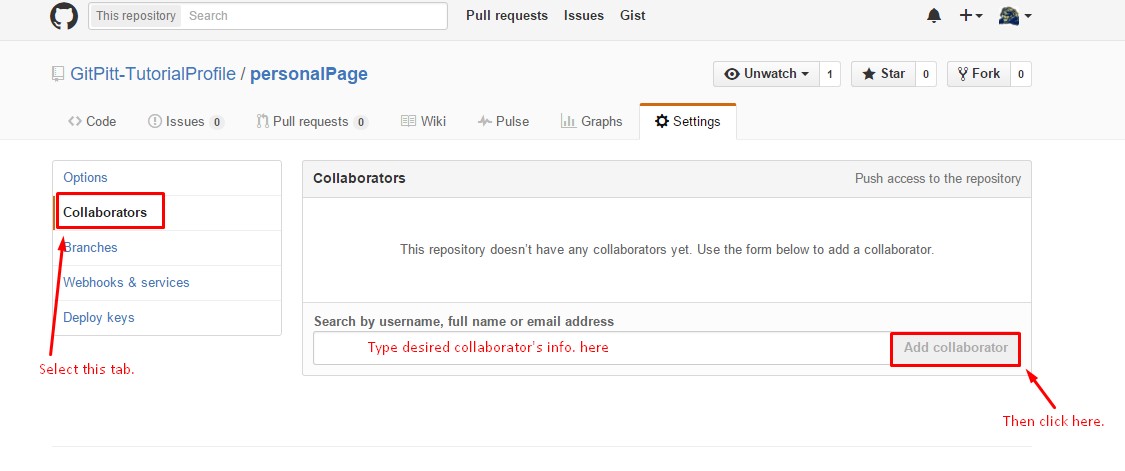 This repository Search Pull requests Issues Gist
GitPitt-TutorialProfile / personalPage Unwatch 1 Star 0 Fork 0
Code Issues 0 Pull requests 0 Wiki Pulse Graphs Settings
Options
Collaborators
Branches
Webhooks & services
Deploy keys
Select this tab.
Collaborators Push access to the repository
This repository doesn't have any collaborators yet. Use the form below to add a collaborator.
Search by username, full name or email address
Type desired collaborator's info. here Add collaborator
Then click here.